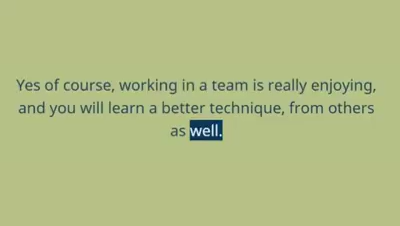 Yes of course, working in a team is really enjoying,
and you will learn a better technique, from others
as well.